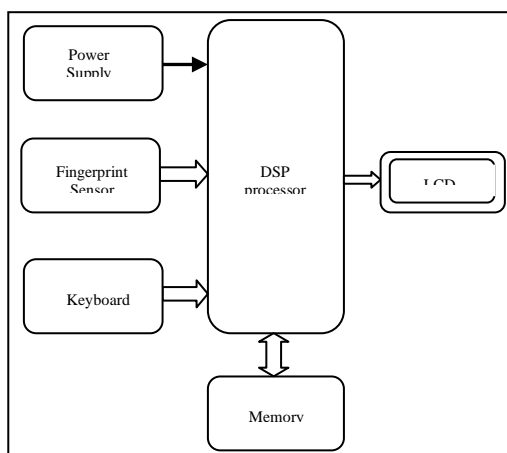 Power
Supply
Fingerprint
Sensor
Keyboard
DSP
processor
LCD
Memory